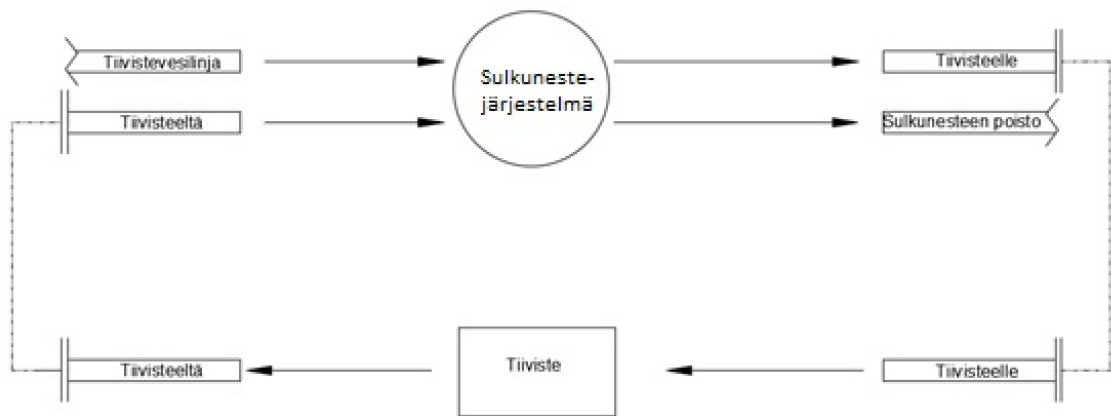 Tiivistevesilinja
Sulkuneste-
järjestelmä
Tiivisteelle
Tiivisteeltä
Sulkunesteen poisto
Tiivisteeltä
Tiiviste
Tiivisteelle